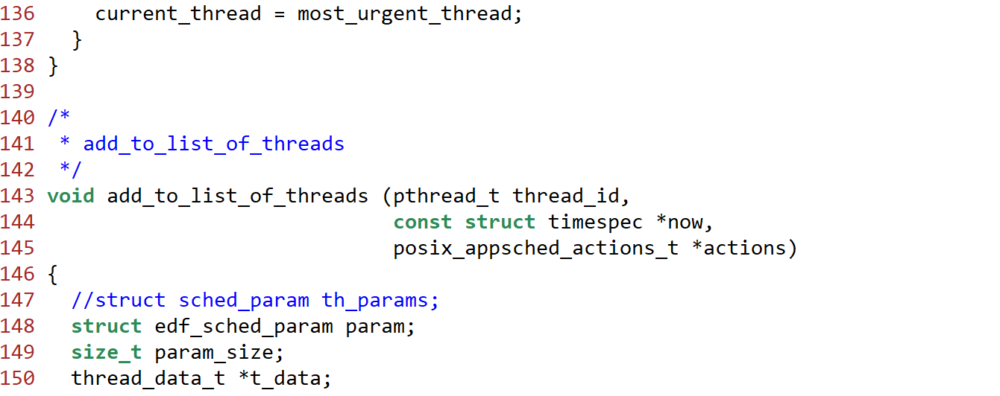 136     current_thread = most_urgent_thread;
137   }
138 }
139
140 /*
141  * add_to_list_of_threads
142  */
143 void add_to_list_of_threads (pthread_t thread_id,
144                              const struct timespec *now,
145                              posix_appsched_actions_t *actions)
146 {
147   //struct sched_param th_params;
148   struct edf_sched_param param;
149   size_t param_size;
150   thread_data_t *t_data;